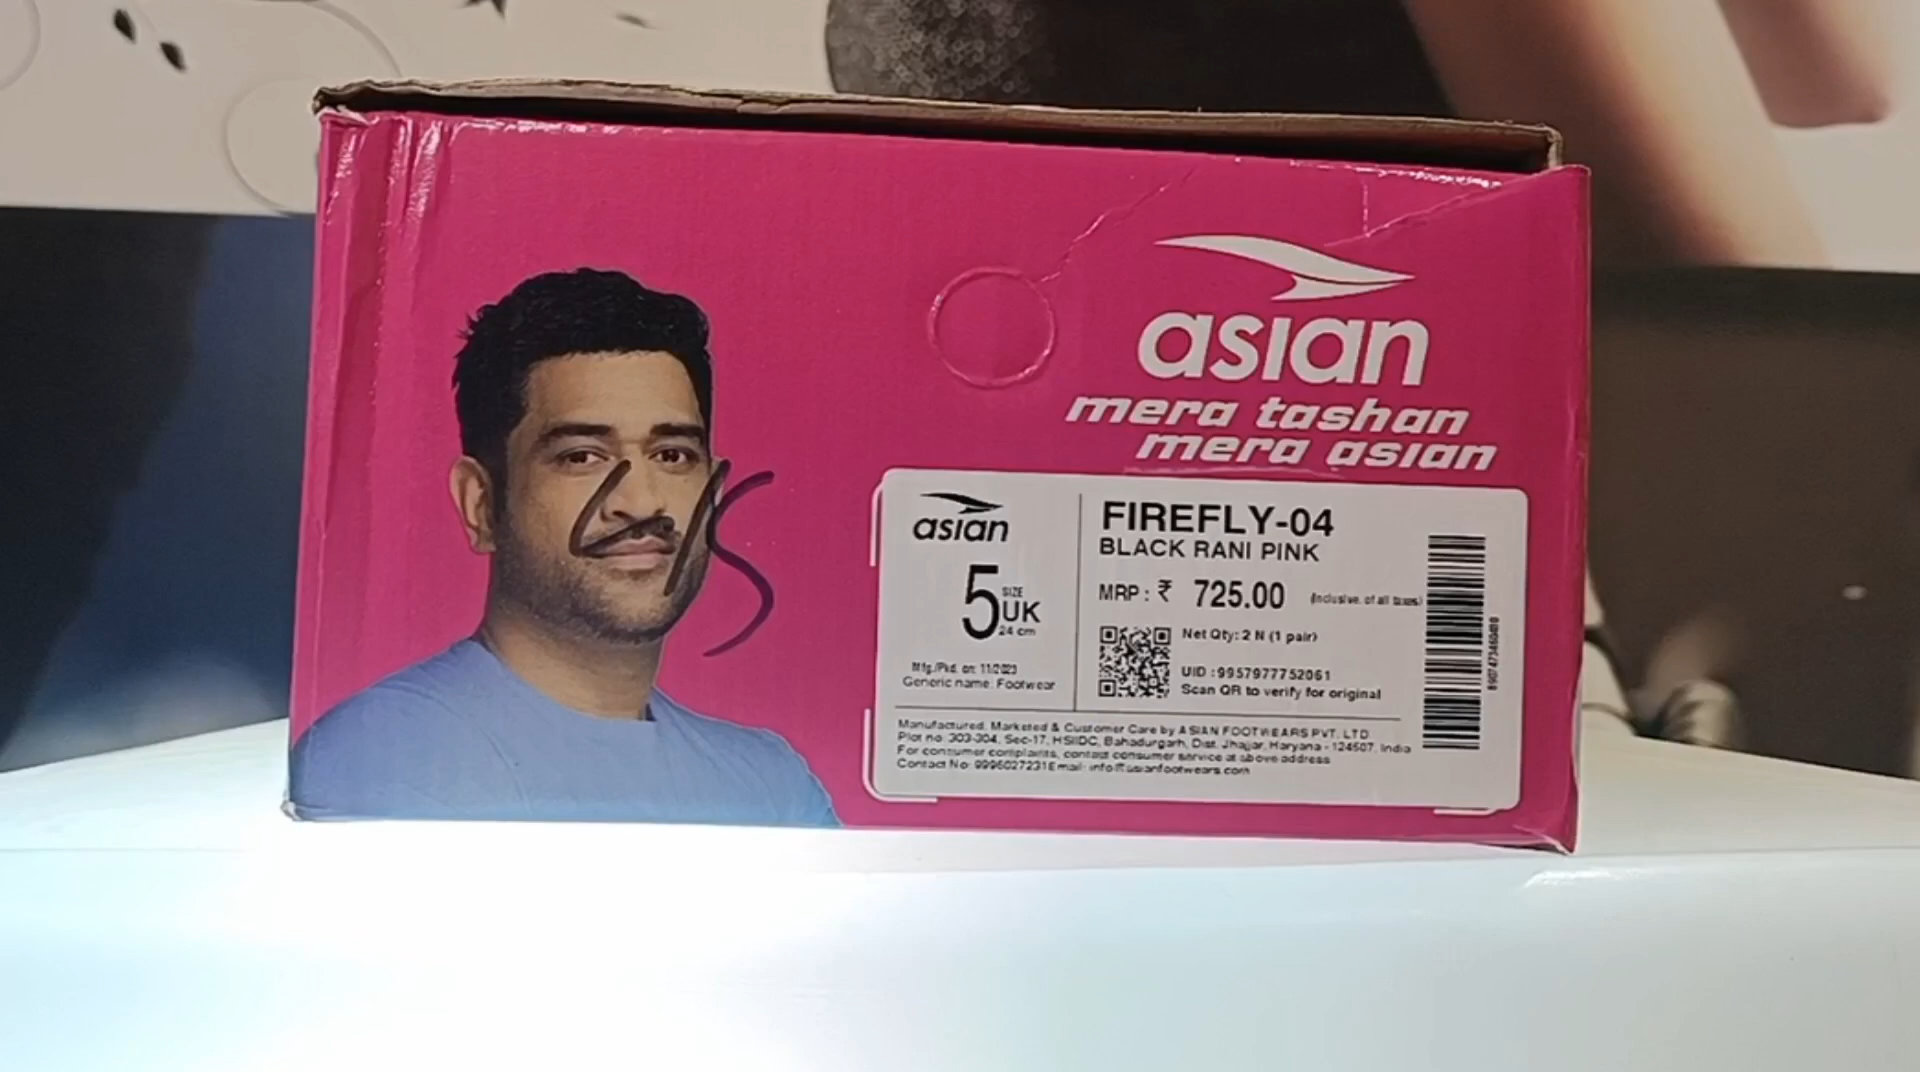 asian
mera tashan
mera asian
asian
5 SIZE UK
24 cm
Mfg./Pkd. on: 11/2023
Generic name: Footwear
FIREFLY-04
BLACK RANI PINK
MRP : ₹ 725.00 (Inclusive. of all taxes)
Net Qty: 2 N (1 pair)
UID : 9957977752061
Scan QR to verify for original
Manufactured, Marketed & Customer Care by ASIAN FOOTWEARS PVT. LTD
Plot no. 303-304, Sec-17, HSIIDC, Bahadurgarh, Dist. Jhajjar, Haryana - 124507, India
For consumer complaints, contact consumer service at above address
Contact No: 9996027231 Email: info@asianfootwears.com